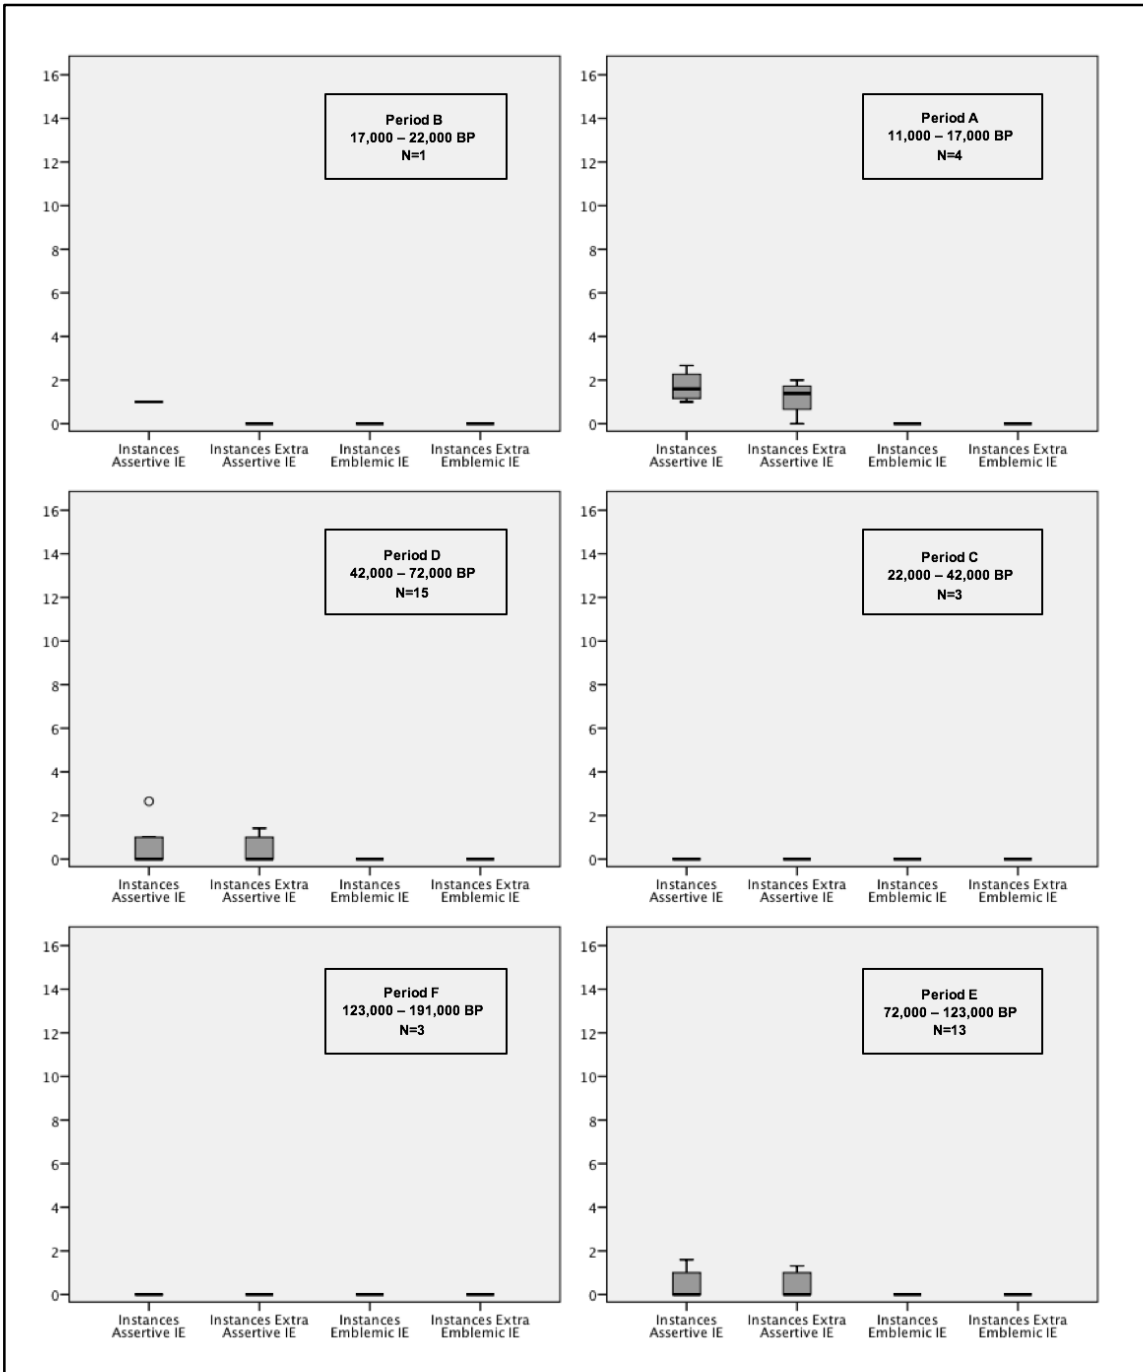 16
14
12
10
8
6
4
2
0
Period B
17,000 – 22,000 BP
N=1
Instances
Assertive IE
Instances Extra
Assertive IE
Instances
Emblemic IE
Instances Extra
Emblemic IE
16
14
12
10
8
6
4
2
0
Period A
11,000 – 17,000 BP
N=4
Instances
Assertive IE
Instances Extra
Assertive IE
Instances
Emblemic IE
Instances Extra
Emblemic IE
16
14
12
10
8
6
4
2
0
Period D
42,000 – 72,000 BP
N=15
Instances
Assertive IE
Instances Extra
Assertive IE
Instances
Emblemic IE
Instances Extra
Emblemic IE
16
14
12
10
8
6
4
2
0
Period C
22,000 – 42,000 BP
N=3
Instances
Assertive IE
Instances Extra
Assertive IE
Instances
Emblemic IE
Instances Extra
Emblemic IE
16
14
12
10
8
6
4
2
0
Period F
123,000 – 191,000 BP
N=3
Instances
Assertive IE
Instances Extra
Assertive IE
Instances
Emblemic IE
Instances Extra
Emblemic IE
16
14
12
10
8
6
4
2
0
Period E
72,000 – 123,000 BP
N=13
Instances
Assertive IE
Instances Extra
Assertive IE
Instances
Emblemic IE
Instances Extra
Emblemic IE